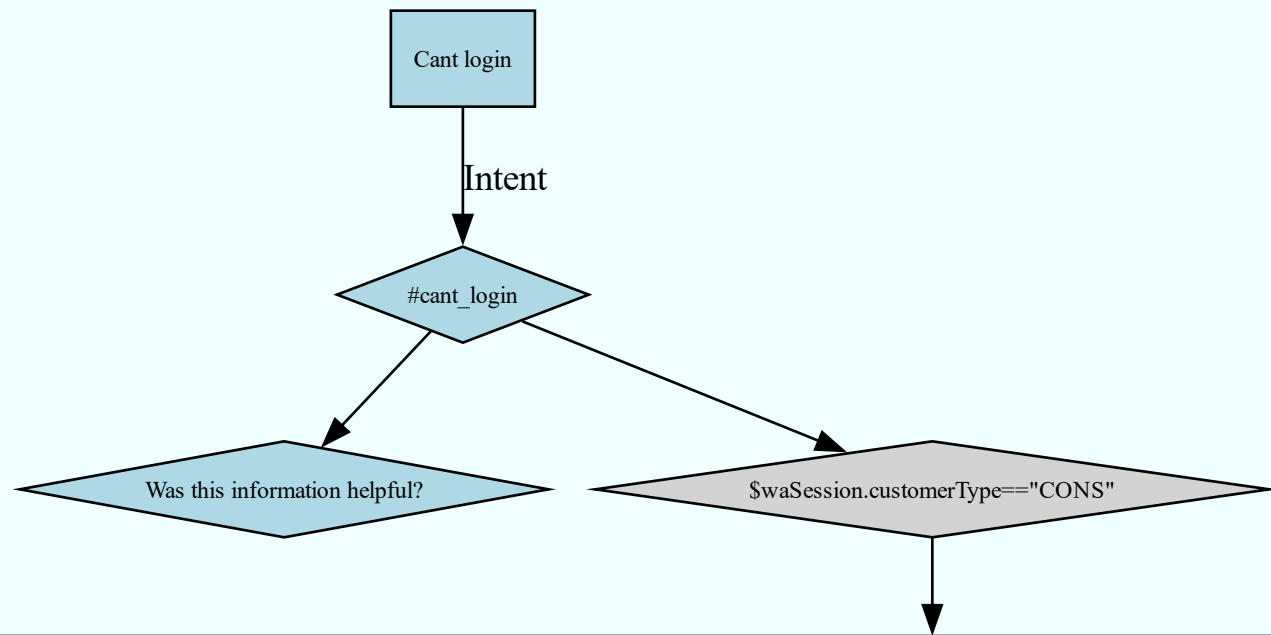 Cant login
Intent
#cant_login
Was this information helpful?
$waSession.customerType=="CONS"